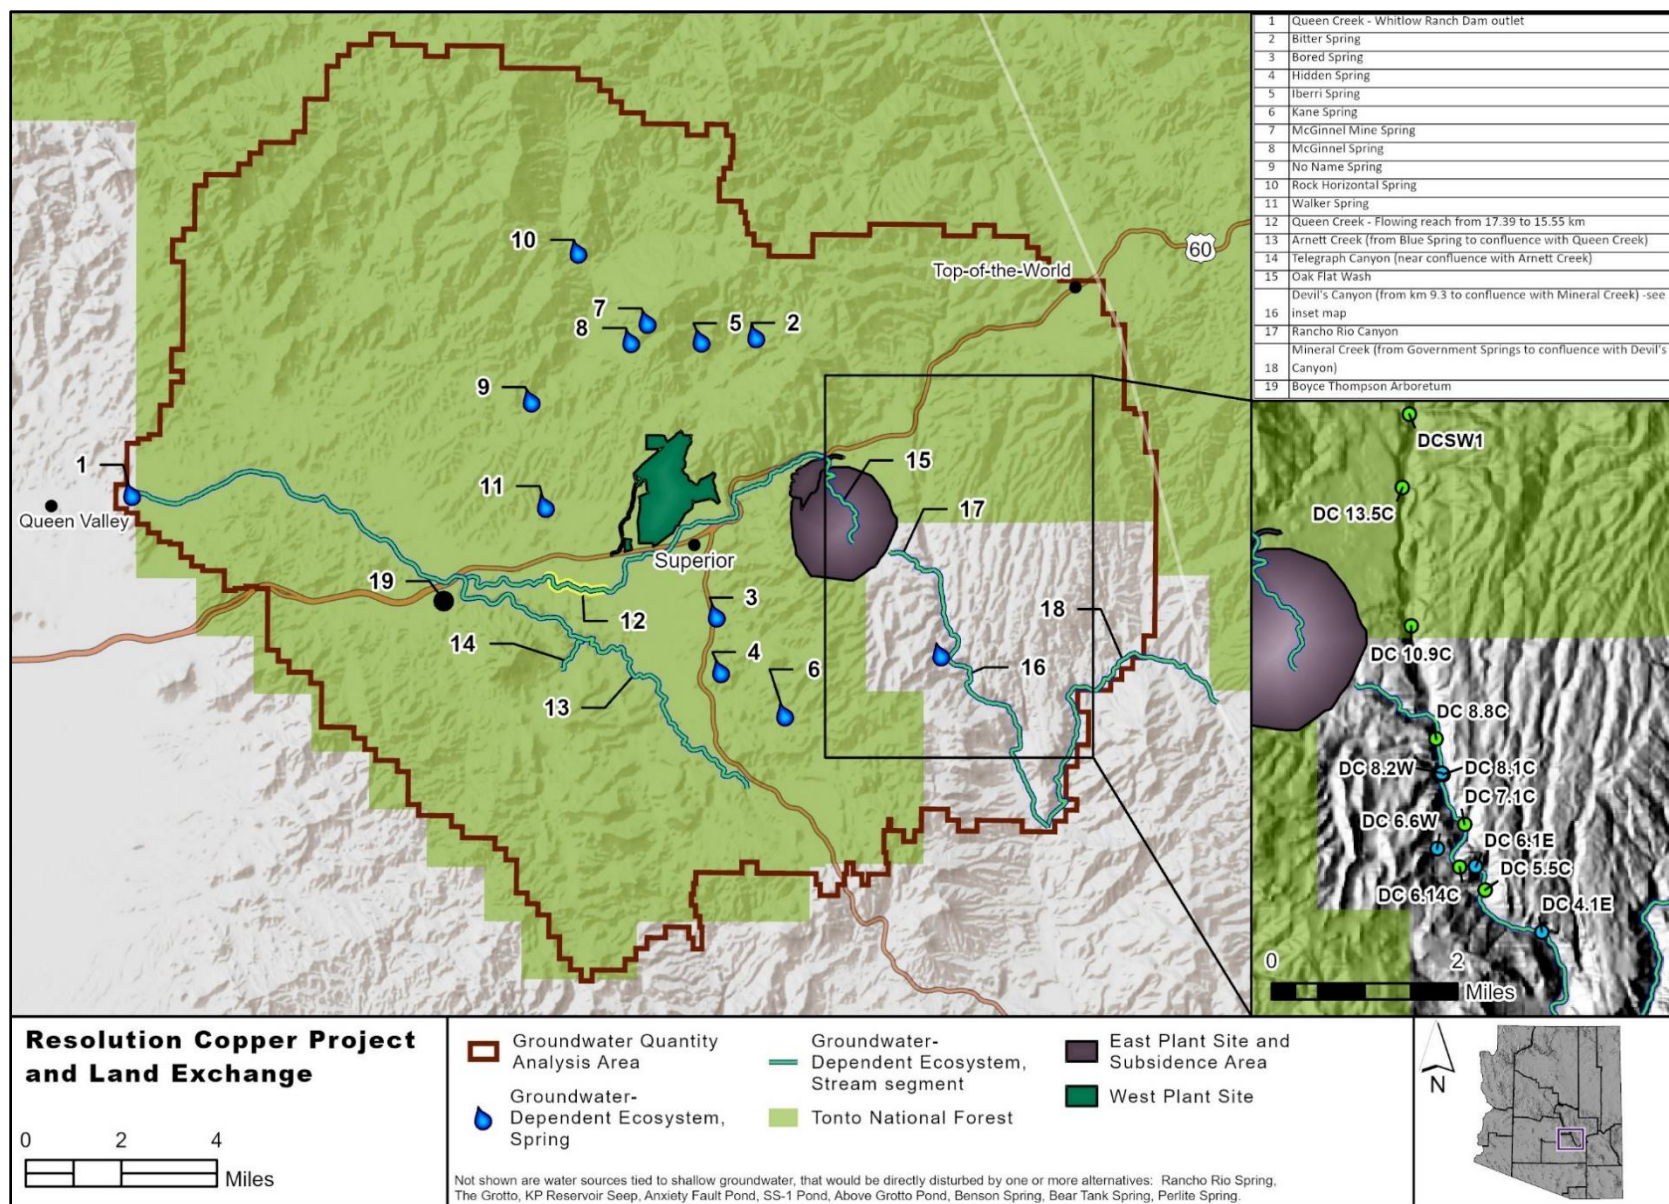 1 Queen Creek - Whitlow Ranch Dam outlet
2 Bitter Spring
3 Bored Spring
4 Hidden Spring
5 Iberri Spring
6 Kane Spring
7 McGinnel Mine Spring
8 McGinnel Spring
9 No Name Spring
10 Rock Horizontal Spring
11 Walker Spring
12 Queen Creek - Flowing reach from 17.39 to 15.55 km
13 Arnett Creek (from Blue Spring to confluence with Queen Creek)
14 Telegraph Canyon (near confluence with Arnett Creek)
15 Oak Flat Wash
Devil's Canyon (from km 9.3 to confluence with Mineral Creek) -see
16 inset map
17 Rancho Rio Canyon
Mineral Creek (from Government Springs to confluence with Devil's
18 Canyon)
19 Boyce Thompson Arboretum
10
60
Top-of-the-World
7
8
5
2
9
1
11
15
17
Queen Valley
Superior
19
12
3
18
14
4
6
16
13
DCSW1
DC 13.5C
DC 10.9C
DC 8.8C
DC 8.2W
DC 8.1C
DC 7.1C
DC 6.6W
DC 6.1E
DC 5.5C
DC 6.14C
DC 4.1E
0 2
Miles
Resolution Copper Project
and Land Exchange
0 2 4
Miles
Groundwater Quantity
Analysis Area
Groundwater-
Dependent Ecosystem,
Spring
Groundwater-
Dependent Ecosystem,
Stream segment
Tonto National Forest
East Plant Site and
Subsidence Area
West Plant Site
Not shown are water sources tied to shallow groundwater, that would be directly disturbed by one or more alternatives: Rancho Rio Spring,
The Grotto, KP Reservoir Seep, Anxiety Fault Pond, SS-1 Pond, Above Grotto Pond, Benson Spring, Bear Tank Spring, Perlite Spring.
N